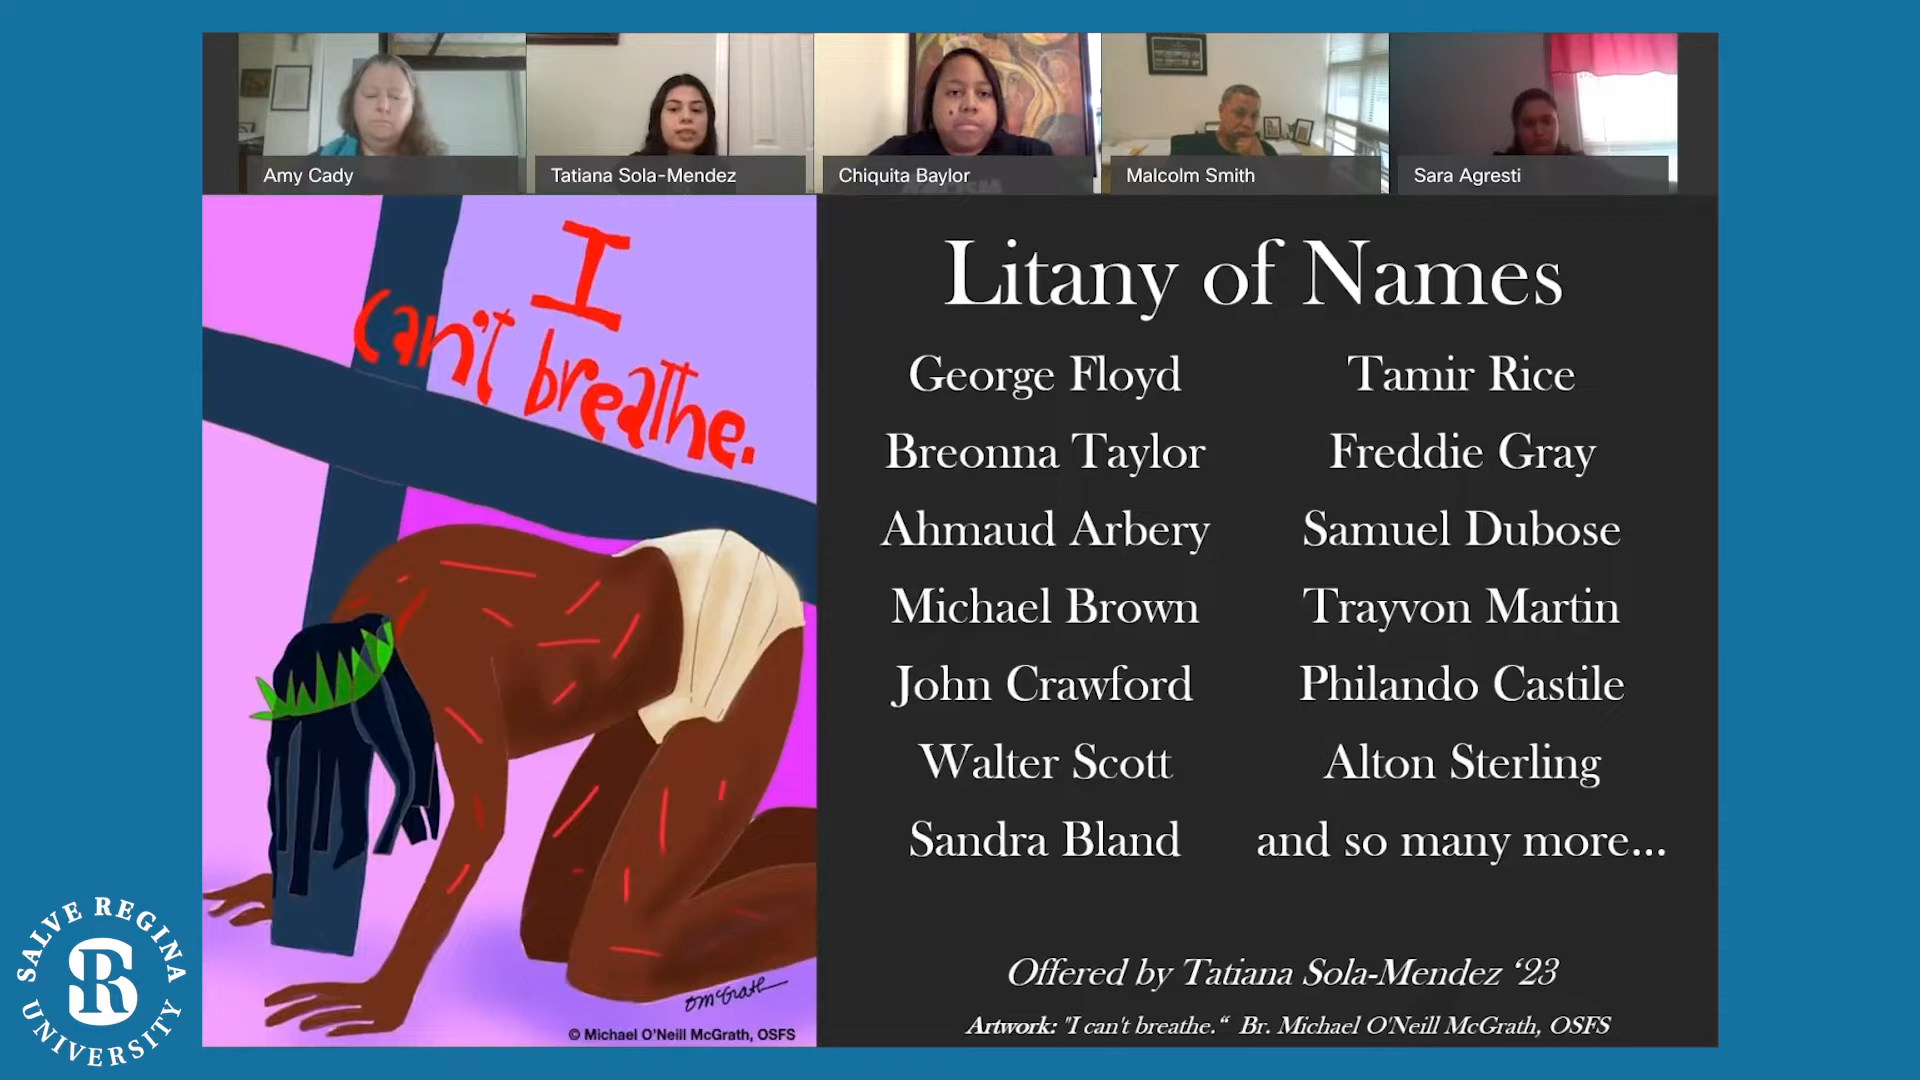 Amy Cady
Tatiana Sola-Mendez
Chiquita Baylor
Malcolm Smith
Sara Agresti
I
can't breathe.
BMcGrath
© Michael O'Neill McGrath, OSFS
Litany of Names
George Floyd
Tamir Rice
Breonna Taylor
Freddie Gray
Ahmaud Arbery
Samuel Dubose
Michael Brown
Trayvon Martin
John Crawford
Philando Castile
Walter Scott
Alton Sterling
Sandra Bland
and so many more...
Offered by Tatiana Sola-Mendez ‘23
Artwork: "I can't breathe.“ Br. Michael O'Neill McGrath, OSFS
SALVE REGINA
SR
UNIVERSITY